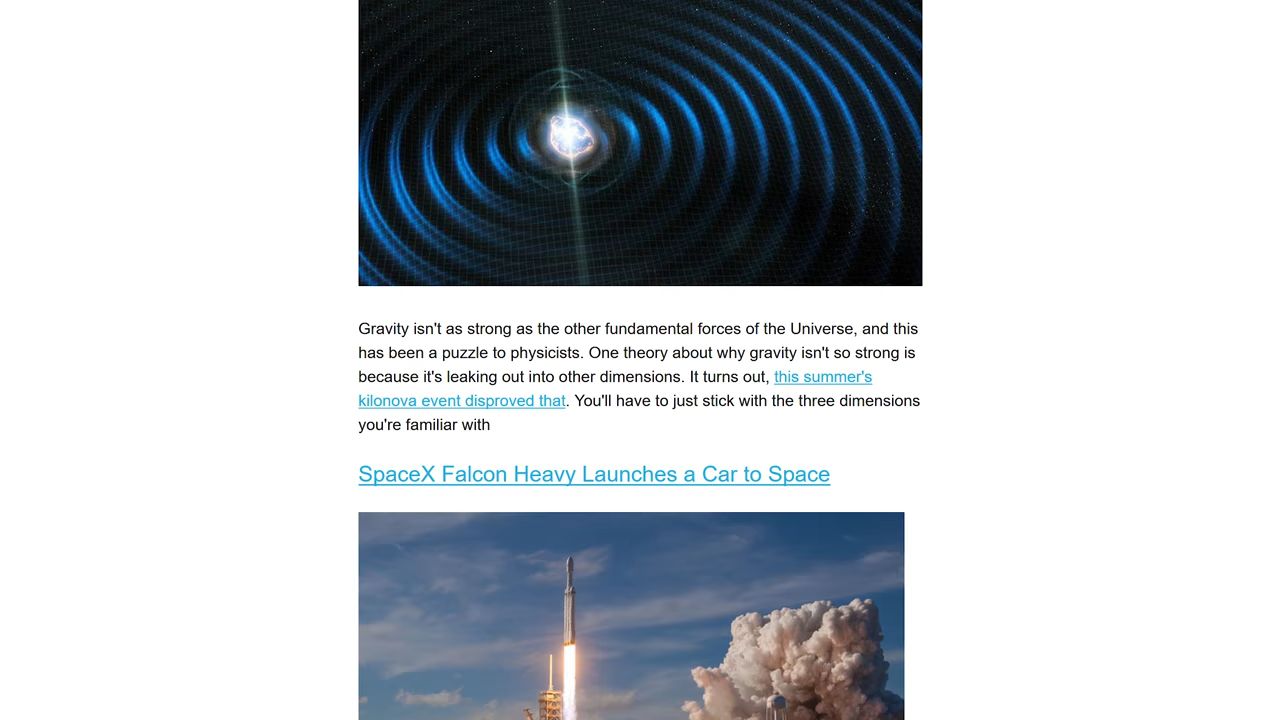 Gravity isn't as strong as the other fundamental forces of the Universe, and this
has been a puzzle to physicists. One theory about why gravity isn't so strong is
because it's leaking out into other dimensions. It turns out, this summer's
kilonova event disproved that. You'll have to just stick with the three dimensions
you're familiar with
SpaceX Falcon Heavy Launches a Car to Space